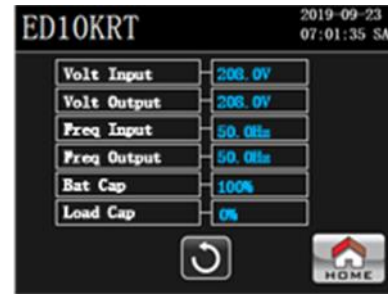 ED10KRT
2019-09-23
07:01:35 SA
Volt Input 208.0V
Volt Output 208.0V
Freq Input 50.0Hz
Freq Output 50.0Hz
Bat Cap 100%
Load Cap 0%
HOME